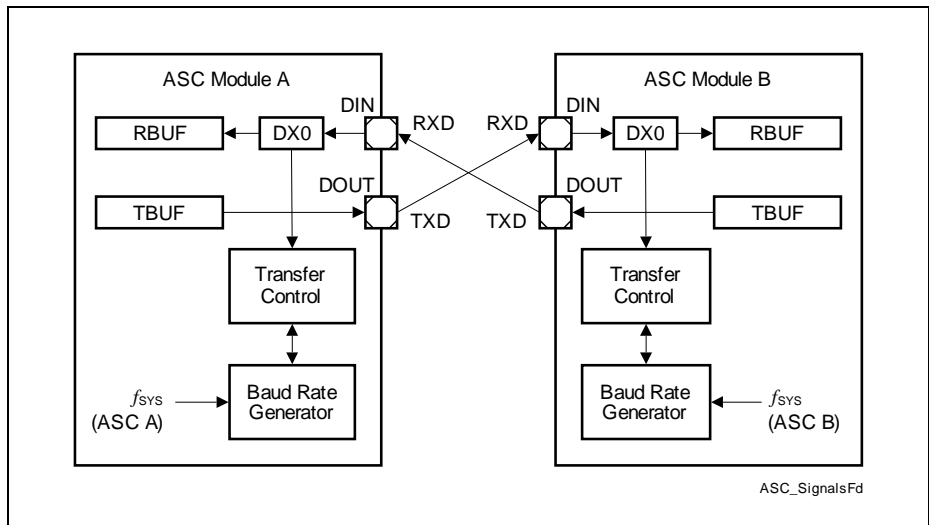 ASC Module A
ASC Module B
DIN
DIN
RBUF
DX0
RXD
RXD
DX0
RBUF
DOUT
DOUT
TBUF
TXD
TXD
TBUF
Transfer
Control
Transfer
Control
fSYS
(ASC A)
Baud Rate
Generator
Baud Rate
Generator
fSYS
(ASC B)
ASC_SignalsFd